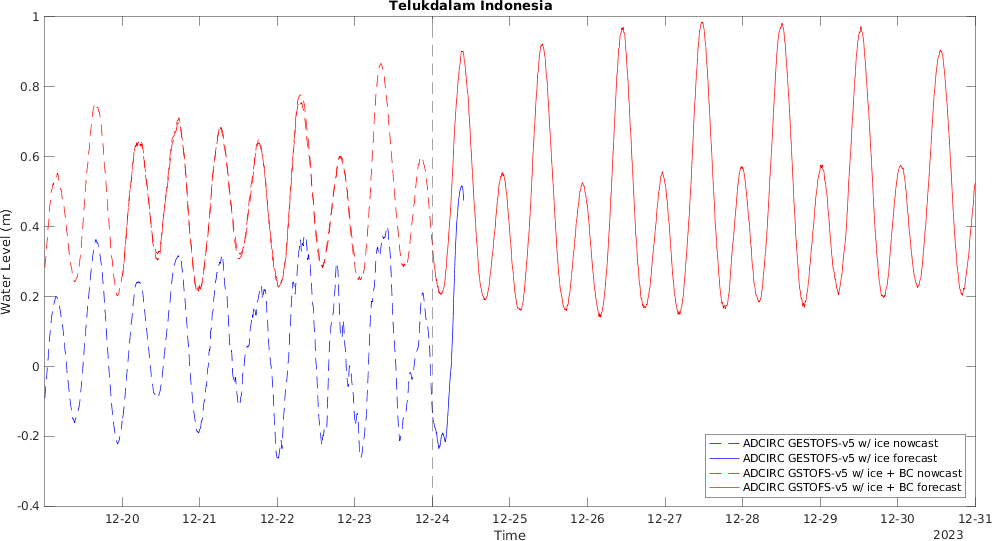 Telukdalam Indonesia
1
0.8
0.6
0.4
0.2
0
-0.2
-0.4
Water Level (m)
12-20 12-21 12-22 12-23 12-24 12-25 12-26 12-27 12-28 12-29 12-30 12-31
Time
2023
ADCIRC GESTOFS-v5 w/ ice nowcast
ADCIRC GESTOFS-v5 w/ ice forecast
ADCIRC GSTOFS-v5 w/ ice + BC nowcast
ADCIRC GSTOFS-v5 w/ ice + BC forecast